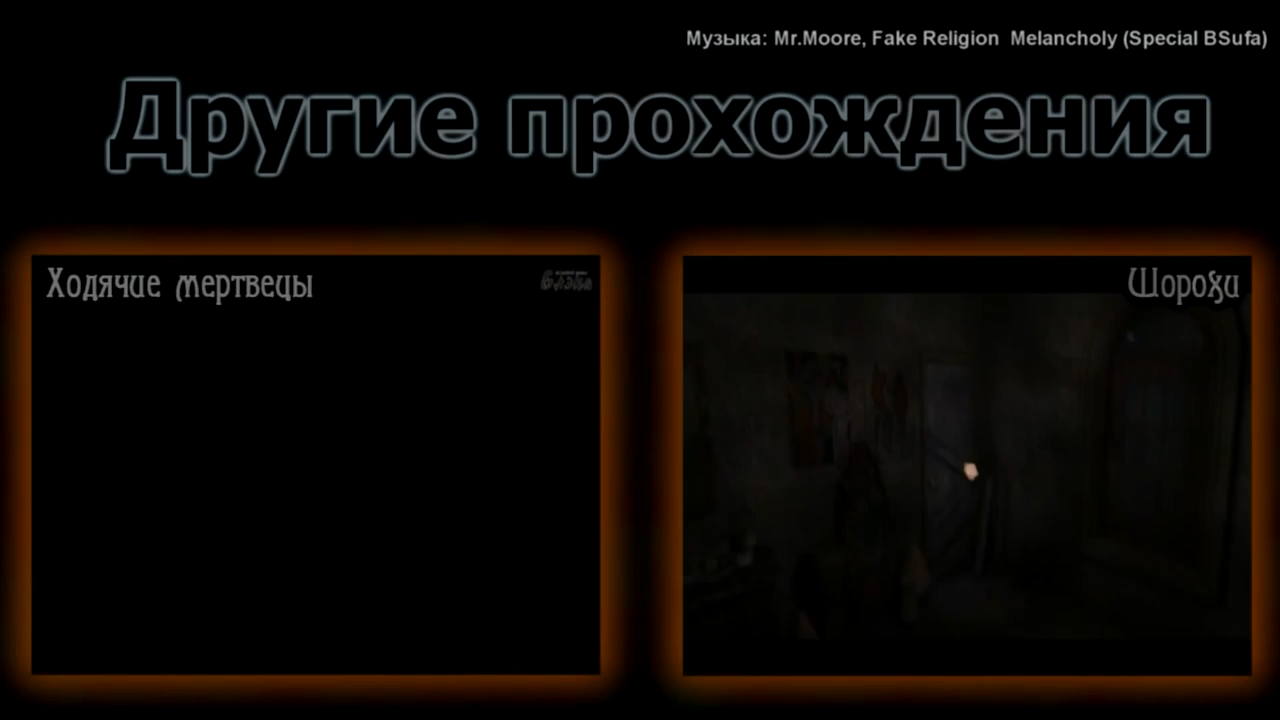 Музыка: Mr.Moore, Fake Religion Melancholy (Special BSufa)
Другие прохождения
Ходячие мертвецы
Шорохи